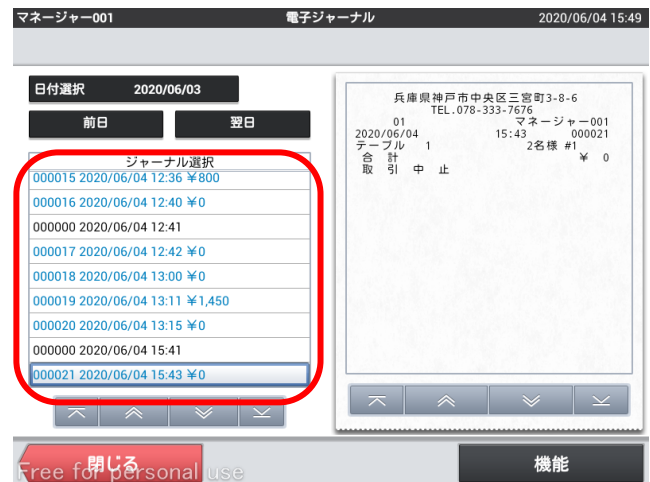 マネージャー001 電子ジャーナル 2020/06/04 15:49
日付選択 2020/06/03
前日 翌日
ジャーナル選択
000015 2020/06/04 12:36 ¥800
000016 2020/06/04 12:40 ¥0
000000 2020/06/04 12:41
000017 2020/06/04 12:42 ¥0
000018 2020/06/04 13:00 ¥0
000019 2020/06/04 13:11 ¥1,450
000020 2020/06/04 13:15 ¥0
000000 2020/06/04 15:41
000021 2020/06/04 15:43 ¥0
兵庫県神戸市中央区三宮町3-8-6
TEL.078-333-7676
01 マネージャー001
2020/06/04 15:43 000021
テーブル 1 2名様 #1
合 計 ¥ 0
取 引 中 止
閉じる 機能
Free for personal use